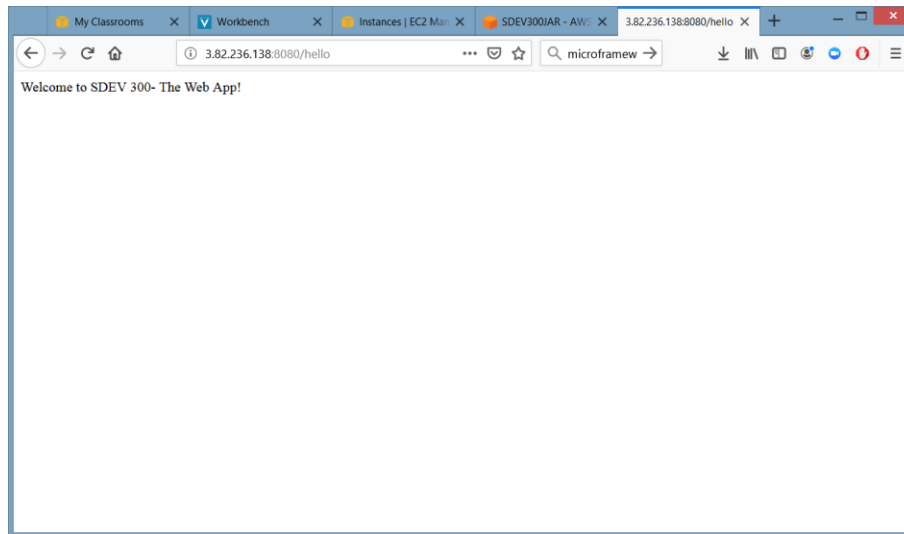 My Classrooms
Workbench
Instances | EC2 Man
SDEV300JAR - AWS
3.82.236.138:8080/hello
3.82.236.138:8080/hello
microframew
Welcome to SDEV 300- The Web App!